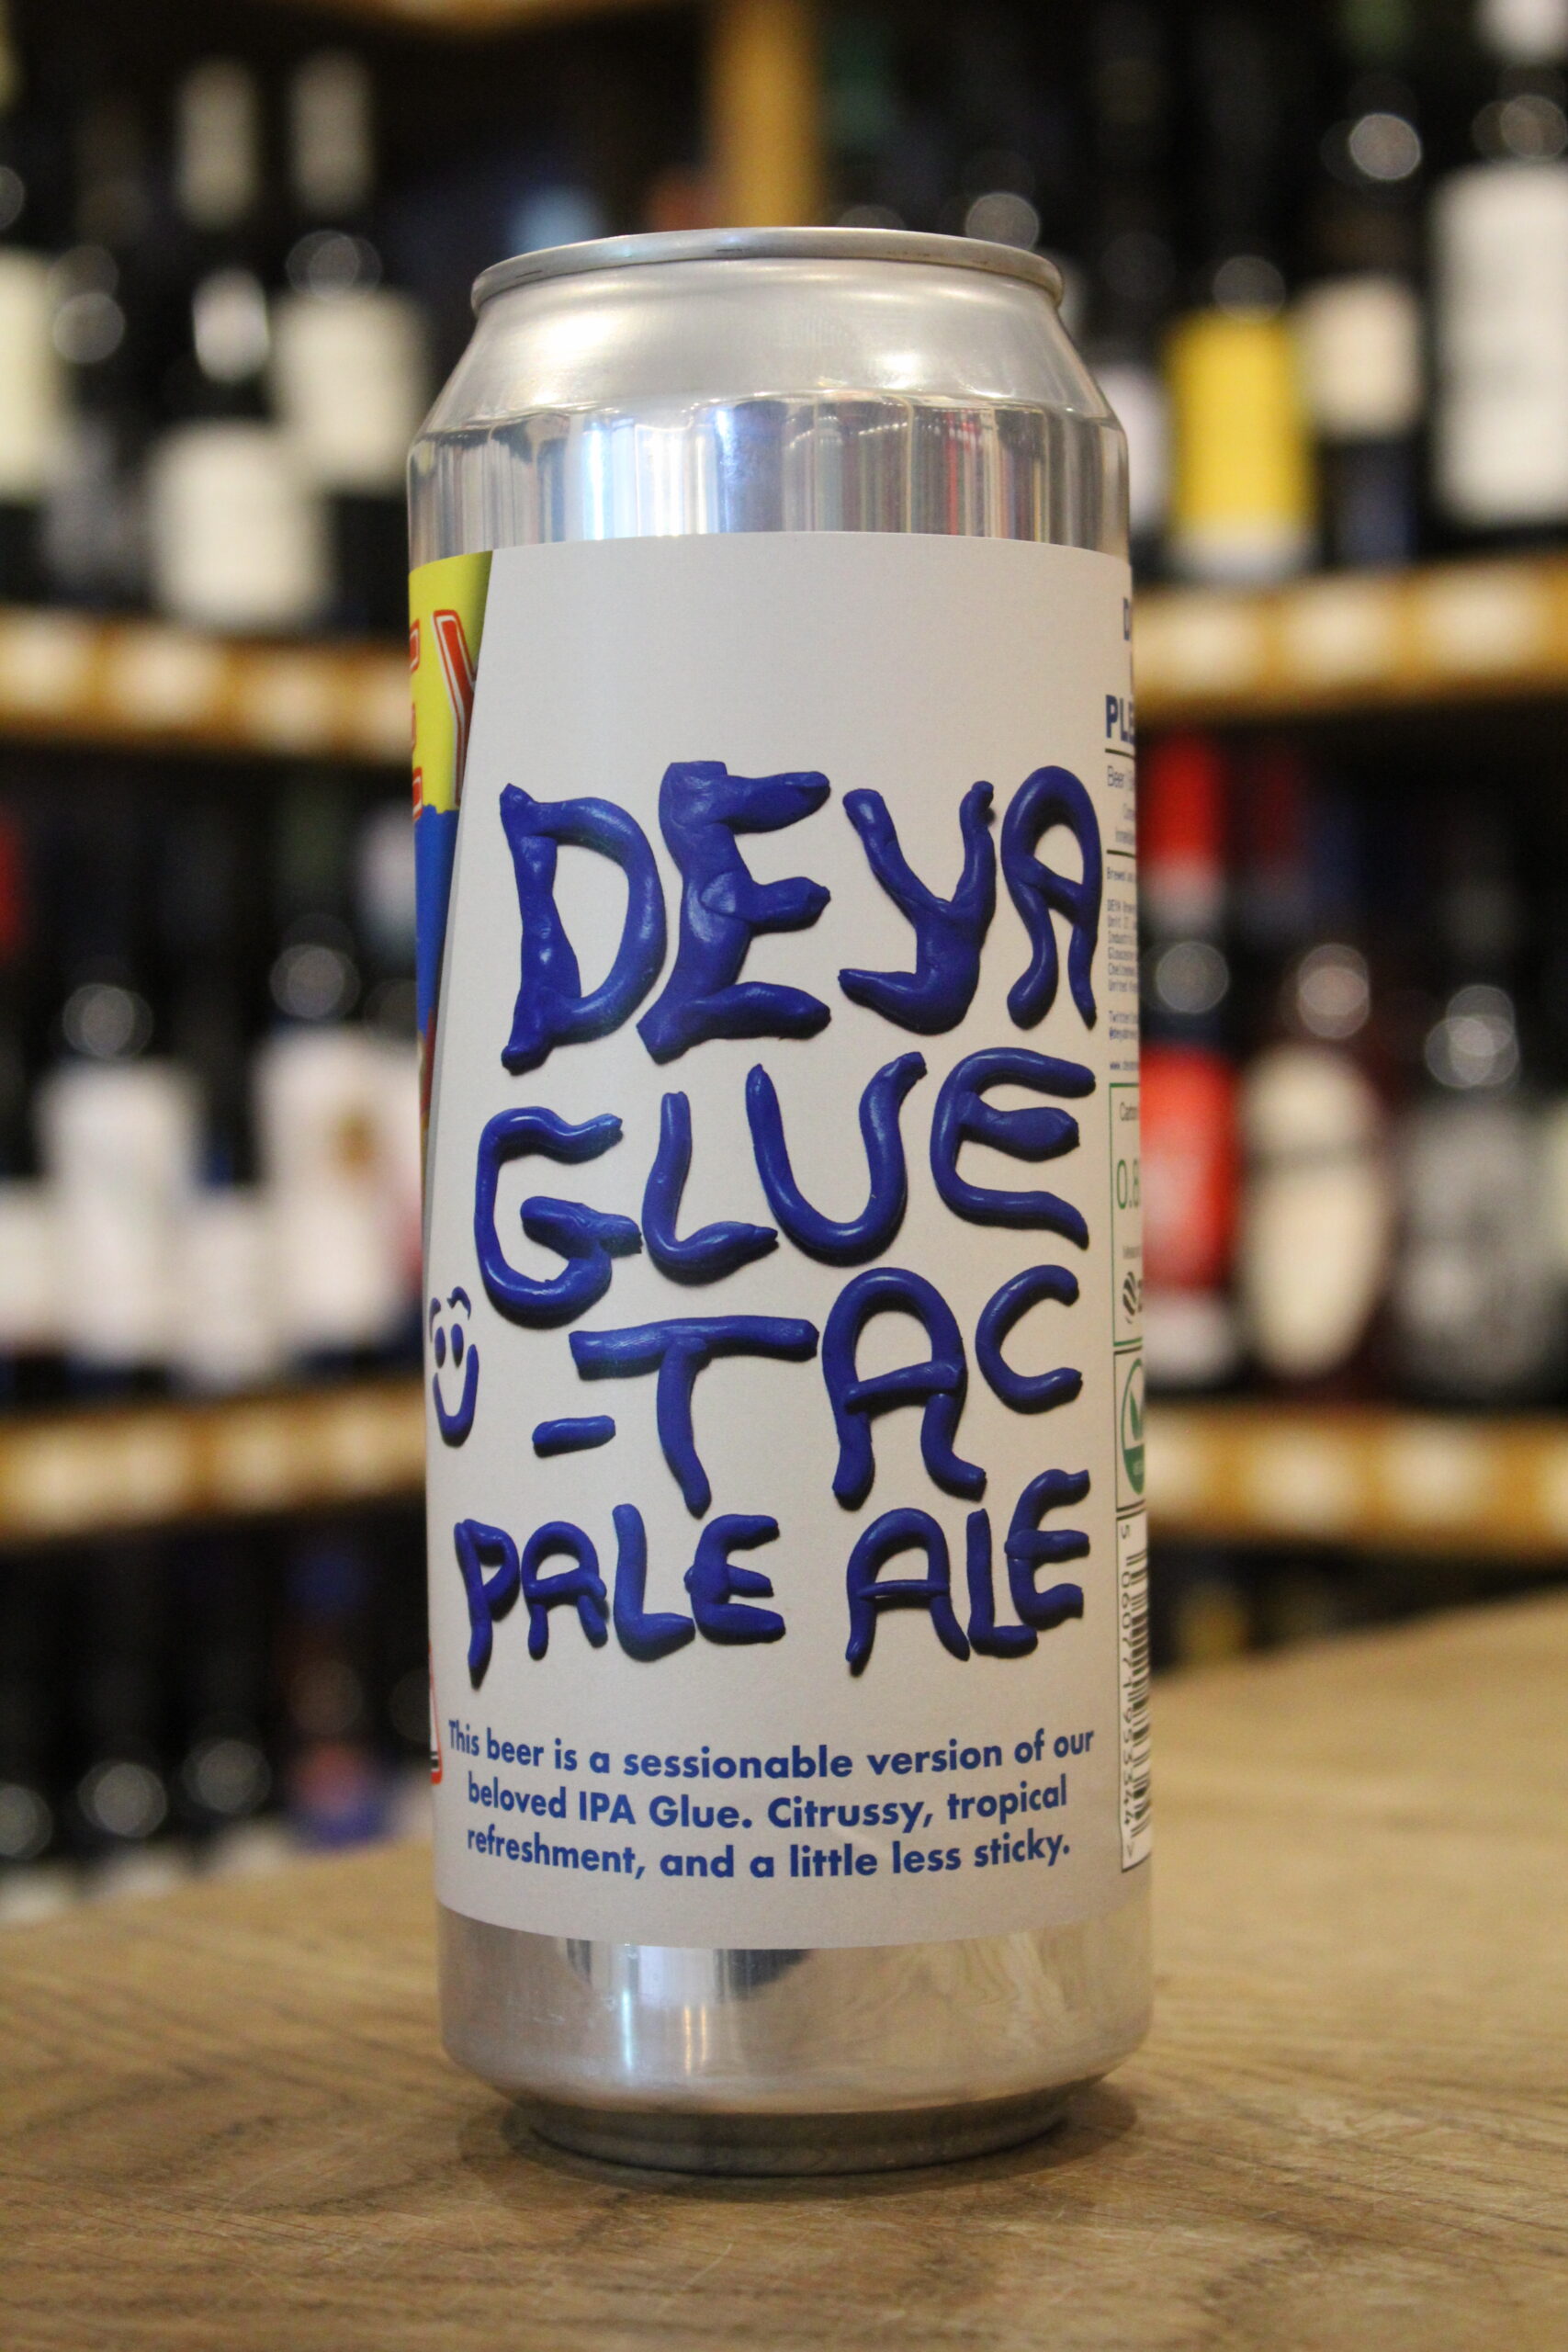 DEYA
GLUE
-TAC
PALE ALE
This beer is a sessionable version of our
beloved IPA Glue. Citrussy, tropical
refreshment, and a little less sticky.